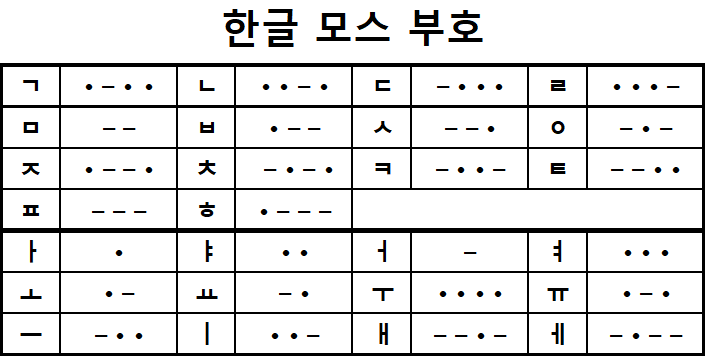 한글 모스 부호
ㄱ •–•• ㄴ ••–• ㄷ –••• ㄹ •••–
ㅁ –– ㅂ •–– ㅅ ––• ㅇ –•–
ㅈ •––• ㅊ –•–• ㅋ –••– ㅌ ––••
ㅍ ––– ㅎ •–––
ㅏ • ㅑ •• ㅓ – ㅕ •••
ㅗ •– ㅛ –• ㅜ •••• ㅠ •–•
ㅡ –•• ㅣ ••– ㅐ ––•– ㅔ –•––